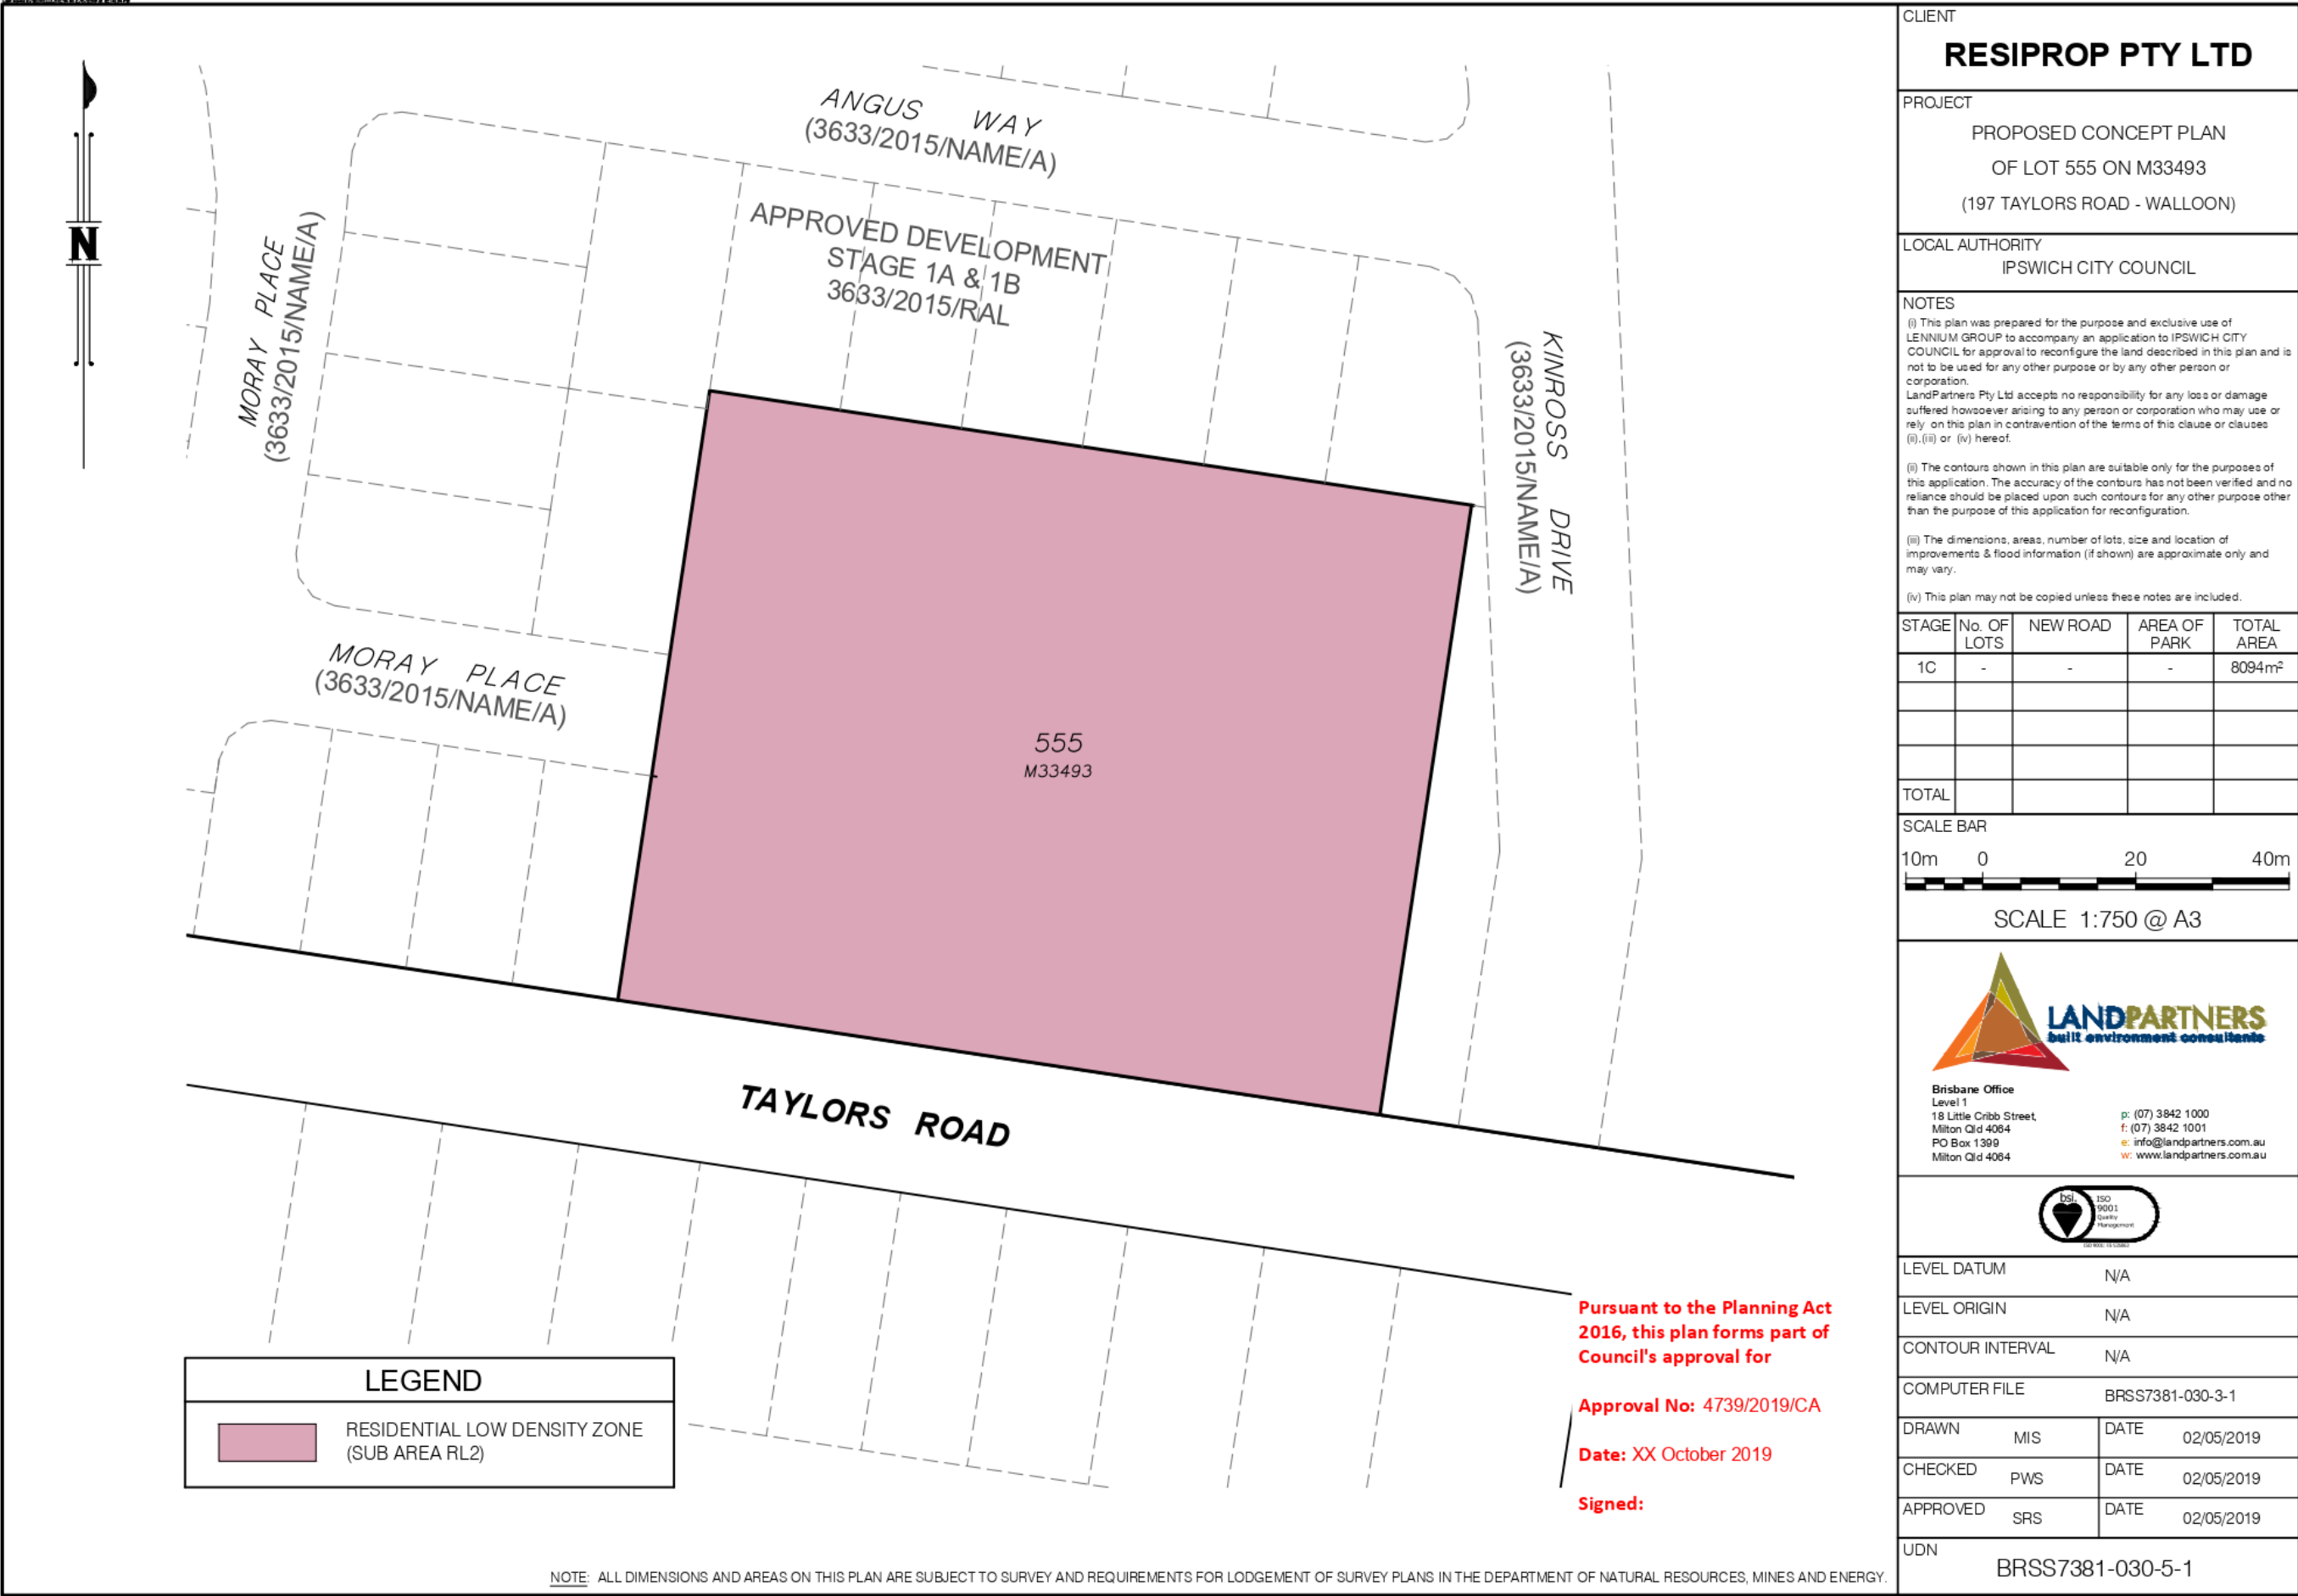 ANGUS WAY
(3633/2015/NAME/A)
APPROVED DEVELOPMENT
STAGE 1A & 1B
3633/2015/RAL
N
MORAY PLACE
(3633/2015/NAME/A)
KINROSS DRIVE
(3633/2015/NAME/A)
MORAY PLACE
(3633/2015/NAME/A)
555
M33493
TAYLORS ROAD
LEGEND
RESIDENTIAL LOW DENSITY ZONE
(SUB AREA RL2)
Pursuant to the Planning Act
2016, this plan forms part of
Council's approval for
Approval No: 4739/2019/CA
Date: XX October 2019
Signed:
NOTE: ALL DIMENSIONS AND AREAS ON THIS PLAN ARE SUBJECT TO SURVEY AND REQUIREMENTS FOR LODGEMENT OF SURVEY PLANS IN THE DEPARTMENT OF NATURAL RESOURCES, MINES AND ENERGY.
CLIENT
RESIPROP PTY LTD
PROJECT
PROPOSED CONCEPT PLAN
OF LOT 555 ON M33493
(197 TAYLORS ROAD - WALLOON)
LOCAL AUTHORITY
IPSWICH CITY COUNCIL
NOTES
(i) This plan was prepared for the purpose and exclusive use of
LENNIUM GROUP to accompany an application to IPSWICH CITY
COUNCIL for approval to reconfigure the land described in this plan and is
not to be used for any other purpose or by any other person or
corporation.
LandPartners Pty Ltd accepts no responsibility for any loss or damage
suffered howsoever arising to any person or corporation who may use or
rely on this plan in contravention of the terms of this clause or clauses
(ii),(iii) or (iv) hereof.
(ii) The contours shown in this plan are suitable only for the purposes of
this application. The accuracy of the contours has not been verified and no
reliance should be placed upon such contours for any other purpose other
than the purpose of this application for reconfiguration.
(iii) The dimensions, areas, number of lots, size and location of
improvements & flood information (if shown) are approximate only and
may vary.
(iv) This plan may not be copied unless these notes are included.
STAGE No. OF LOTS NEW ROAD AREA OF PARK TOTAL AREA
1C - - - 8094m²
TOTAL
SCALE BAR
10m 0 20 40m
SCALE 1:750 @ A3
LANDPARTNERS
built environment consultants
Brisbane Office
Level 1
18 Little Cribb Street,
Milton Qld 4064
PO Box 1399
Milton Qld 4064
p: (07) 3842 1000
f: (07) 3842 1001
e: info@landpartners.com.au
w: www.landpartners.com.au
bsi.
ISO
9001
Quality
Management
LEVEL DATUM N/A
LEVEL ORIGIN N/A
CONTOUR INTERVAL N/A
COMPUTER FILE BRSS7381-030-3-1
DRAWN MIS DATE 02/05/2019
CHECKED PWS DATE 02/05/2019
APPROVED SRS DATE 02/05/2019
UDN
BRSS7381-030-5-1